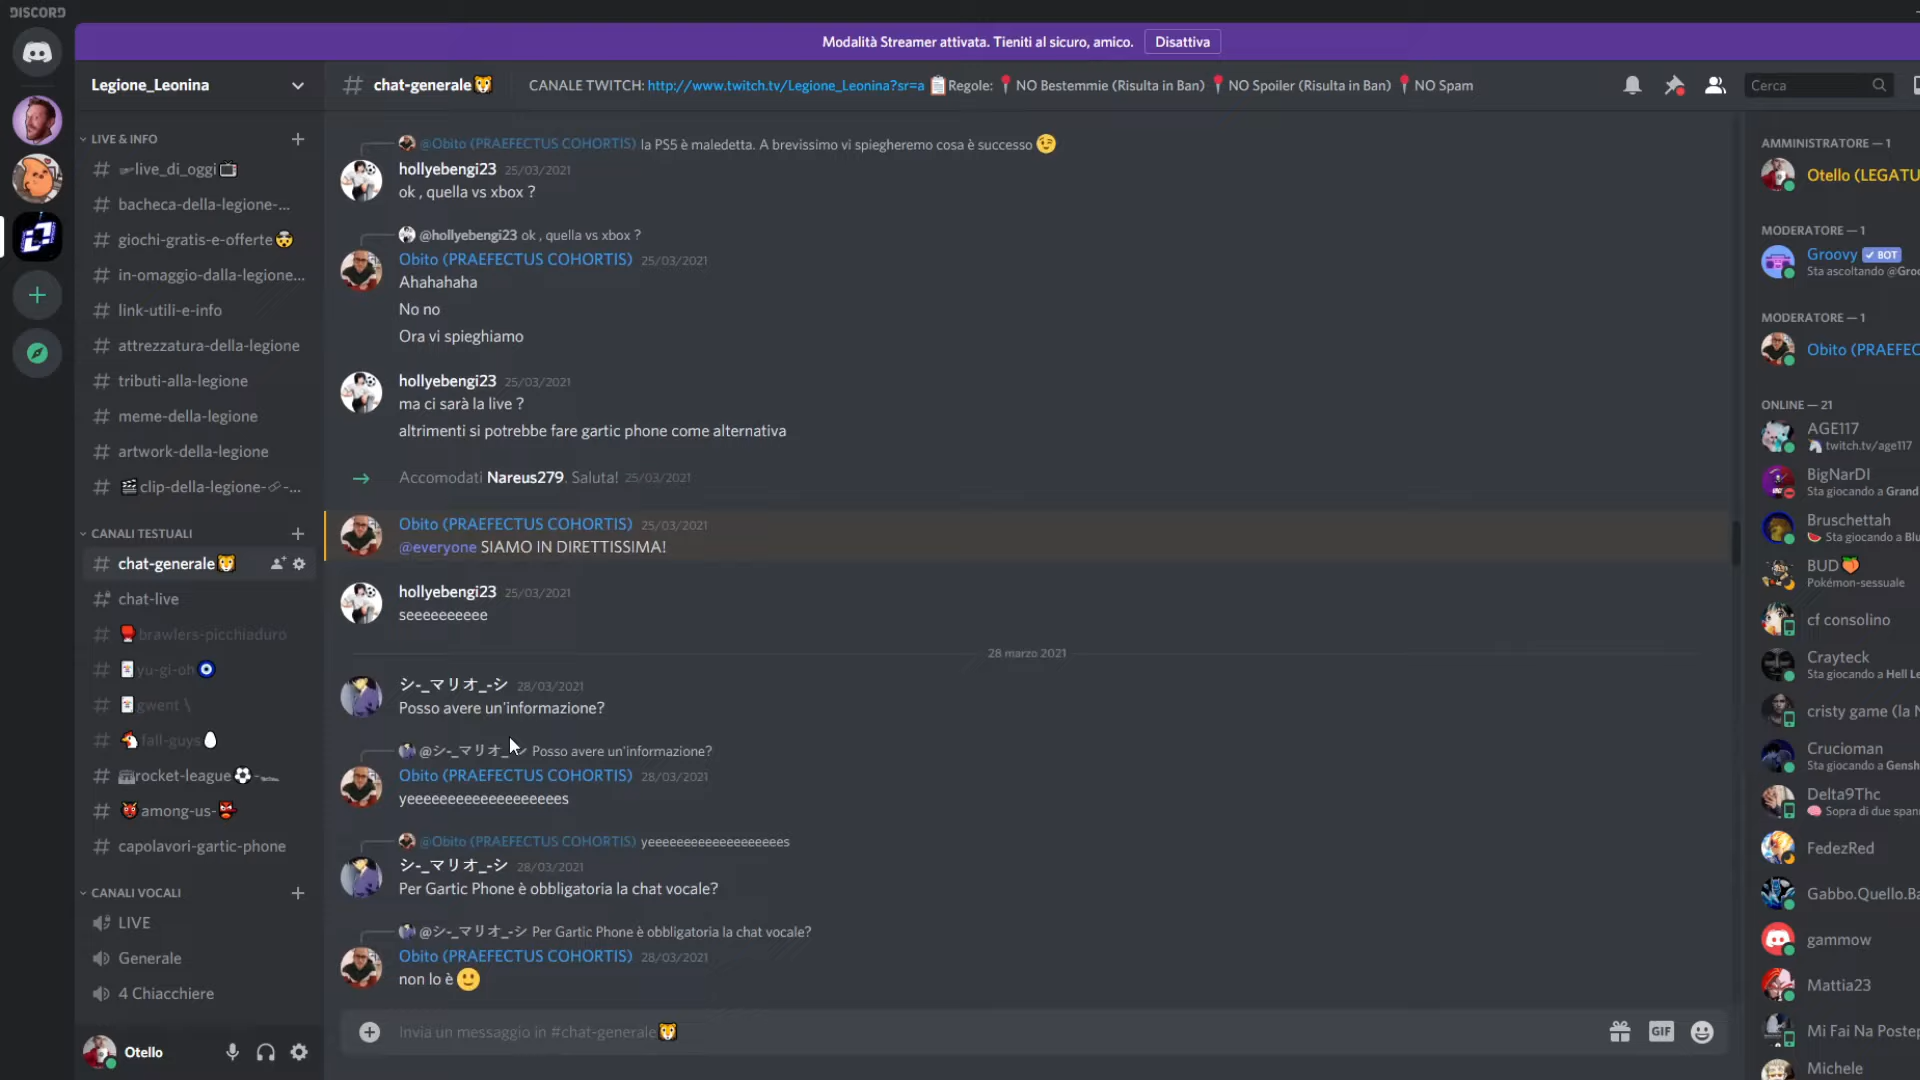 DISCORD
Modalità Streamer attivata. Tieniti al sicuro, amico. Disattiva
Legione_Leonina
# chat-generale🐯 CANALE TWITCH: http://www.twitch.tv/Legione_Leonina?sr=a 📋Regole: 📍NO Bestemmie (Risulta in Ban) 📍NO Spoiler (Risulta in Ban) 📍NO Spam
Cerca
LIVE & INFO
live_di_oggi📺
bacheca-della-legione-...
giochi-gratis-e-offerte🤯
in-omaggio-dalla-legione...
link-utili-e-info
attrezzatura-della-legione
tributi-alla-legione
meme-della-legione
artwork-della-legione
🎬clip-della-legione-🔗-...
CANALI TESTUALI
chat-generale🐯
chat-live
🥊brawlers-picchiaduro
🃏yu-gi-oh🧿
🃏gwent \
🐔fall-guys🥚
rocket-league⚽-
👹among-us-👺
capolavori-gartic-phone
CANALI VOCALI
LIVE
Generale
4 Chiacchiere
Otello
@Obito (PRAEFECTUS COHORTIS) la PS5 è maledetta. A brevissimo vi spiegheremo cosa è successo 😉
hollyebengi23 25/03/2021
ok , quella vs xbox ?
@hollyebengi23 ok , quella vs xbox ?
Obito (PRAEFECTUS COHORTIS) 25/03/2021
Ahahahaha
No no
Ora vi spieghiamo
hollyebengi23 25/03/2021
ma ci sarà la live ?
altrimenti si potrebbe fare gartic phone come alternativa
Accomodati Nareus279. Saluta! 25/03/2021
Obito (PRAEFECTUS COHORTIS) 25/03/2021
@everyone SIAMO IN DIRETTISSIMA!
hollyebengi23 25/03/2021
seeeeeeeeee
28 marzo 2021
シ-_マリオ_-シ 28/03/2021
Posso avere un'informazione?
@シ-_マリオ_-シ Posso avere un'informazione?
Obito (PRAEFECTUS COHORTIS) 28/03/2021
yeeeeeeeeeeeeeeeeeees
@Obito (PRAEFECTUS COHORTIS) yeeeeeeeeeeeeeeeeeees
シ-_マリオ_-シ 28/03/2021
Per Gartic Phone è obbligatoria la chat vocale?
@シ-_マリオ_-シ Per Gartic Phone è obbligatoria la chat vocale?
Obito (PRAEFECTUS COHORTIS) 28/03/2021
non lo è 🙂
Invia un messaggio in #chat-generale🐯
GIF
AMMINISTRATORE — 1
Otello (LEGATU
MODERATORE — 1
Groovy ✓ BOT
Sta ascoltando @Groo
MODERATORE — 1
Obito (PRAEFEC
ONLINE — 21
AGE117
🦄 twitch.tv/age117
BigNarDI
Sta giocando a Grand
Bruschettah
🍉 Sta giocando a Blu
BUD🍑
Pokémon-sessuale
cf consolino
Crayteck
Sta giocando a Hell Le
cristy game (la N
Crucioman
Sta giocando a Gensh
Delta9Thc
🧠 Sopra di due span
FedezRed
Gabbo.Quello.Ba
gammow
Mattia23
Mi Fai Na Postep
Michele